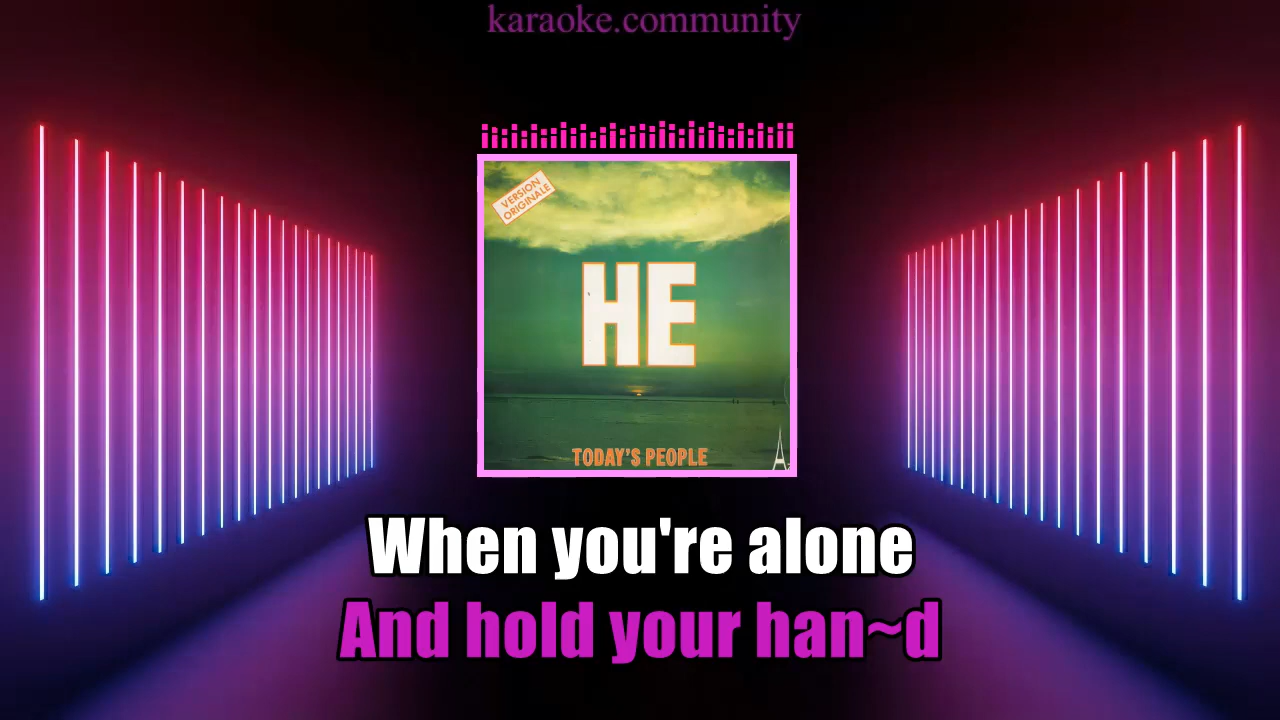 karaoke.community
VERSION
ORIGINALE
HE
TODAY'S PEOPLE
When you're alone
And hold your han~d